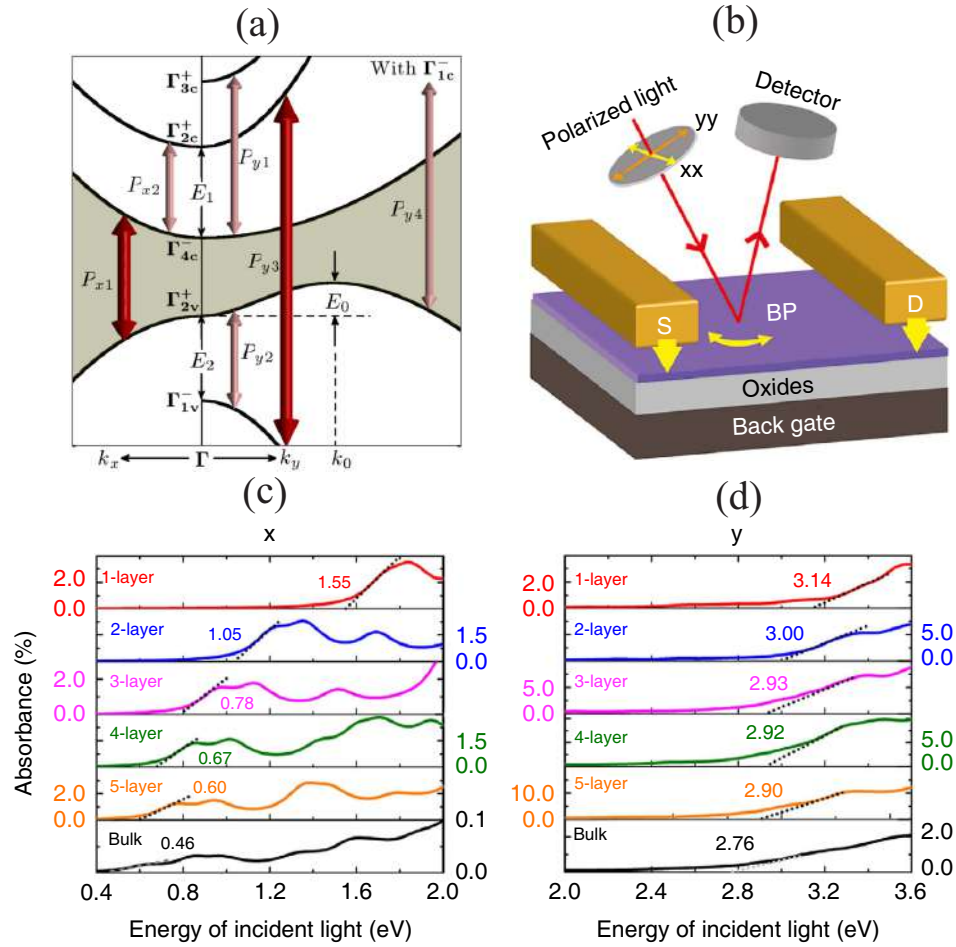 (a)
Γ3c+
Γ2c+
Px2
E1
Py1
With Γ1c−
Γ4c−
Px1
Γ2v+
Py3
Py4
E0
E2
Py2
Γ1v−
kx
Γ
ky
k0
(b)
Polarized light
Detector
yy
xx
S
BP
D
Oxides
Back gate
(c)
x
Absorbance (%)
1-layer
1.55
2.0
0.0
2-layer
1.05
1.5
0.0
3-layer
0.78
2.0
0.0
4-layer
0.67
1.5
0.0
5-layer
0.60
2.0
0.0
Bulk
0.46
0.1
0.0
0.4 0.8 1.2 1.6 2.0
Energy of incident light (eV)
(d)
y
1-layer
3.14
2-layer
3.00
5.0
0.0
3-layer
2.93
5.0
0.0
4-layer
2.92
5.0
0.0
5-layer
2.90
10.0
0.0
Bulk
2.76
2.0
0.0
2.0 2.4 2.8 3.2 3.6
Energy of incident light (eV)